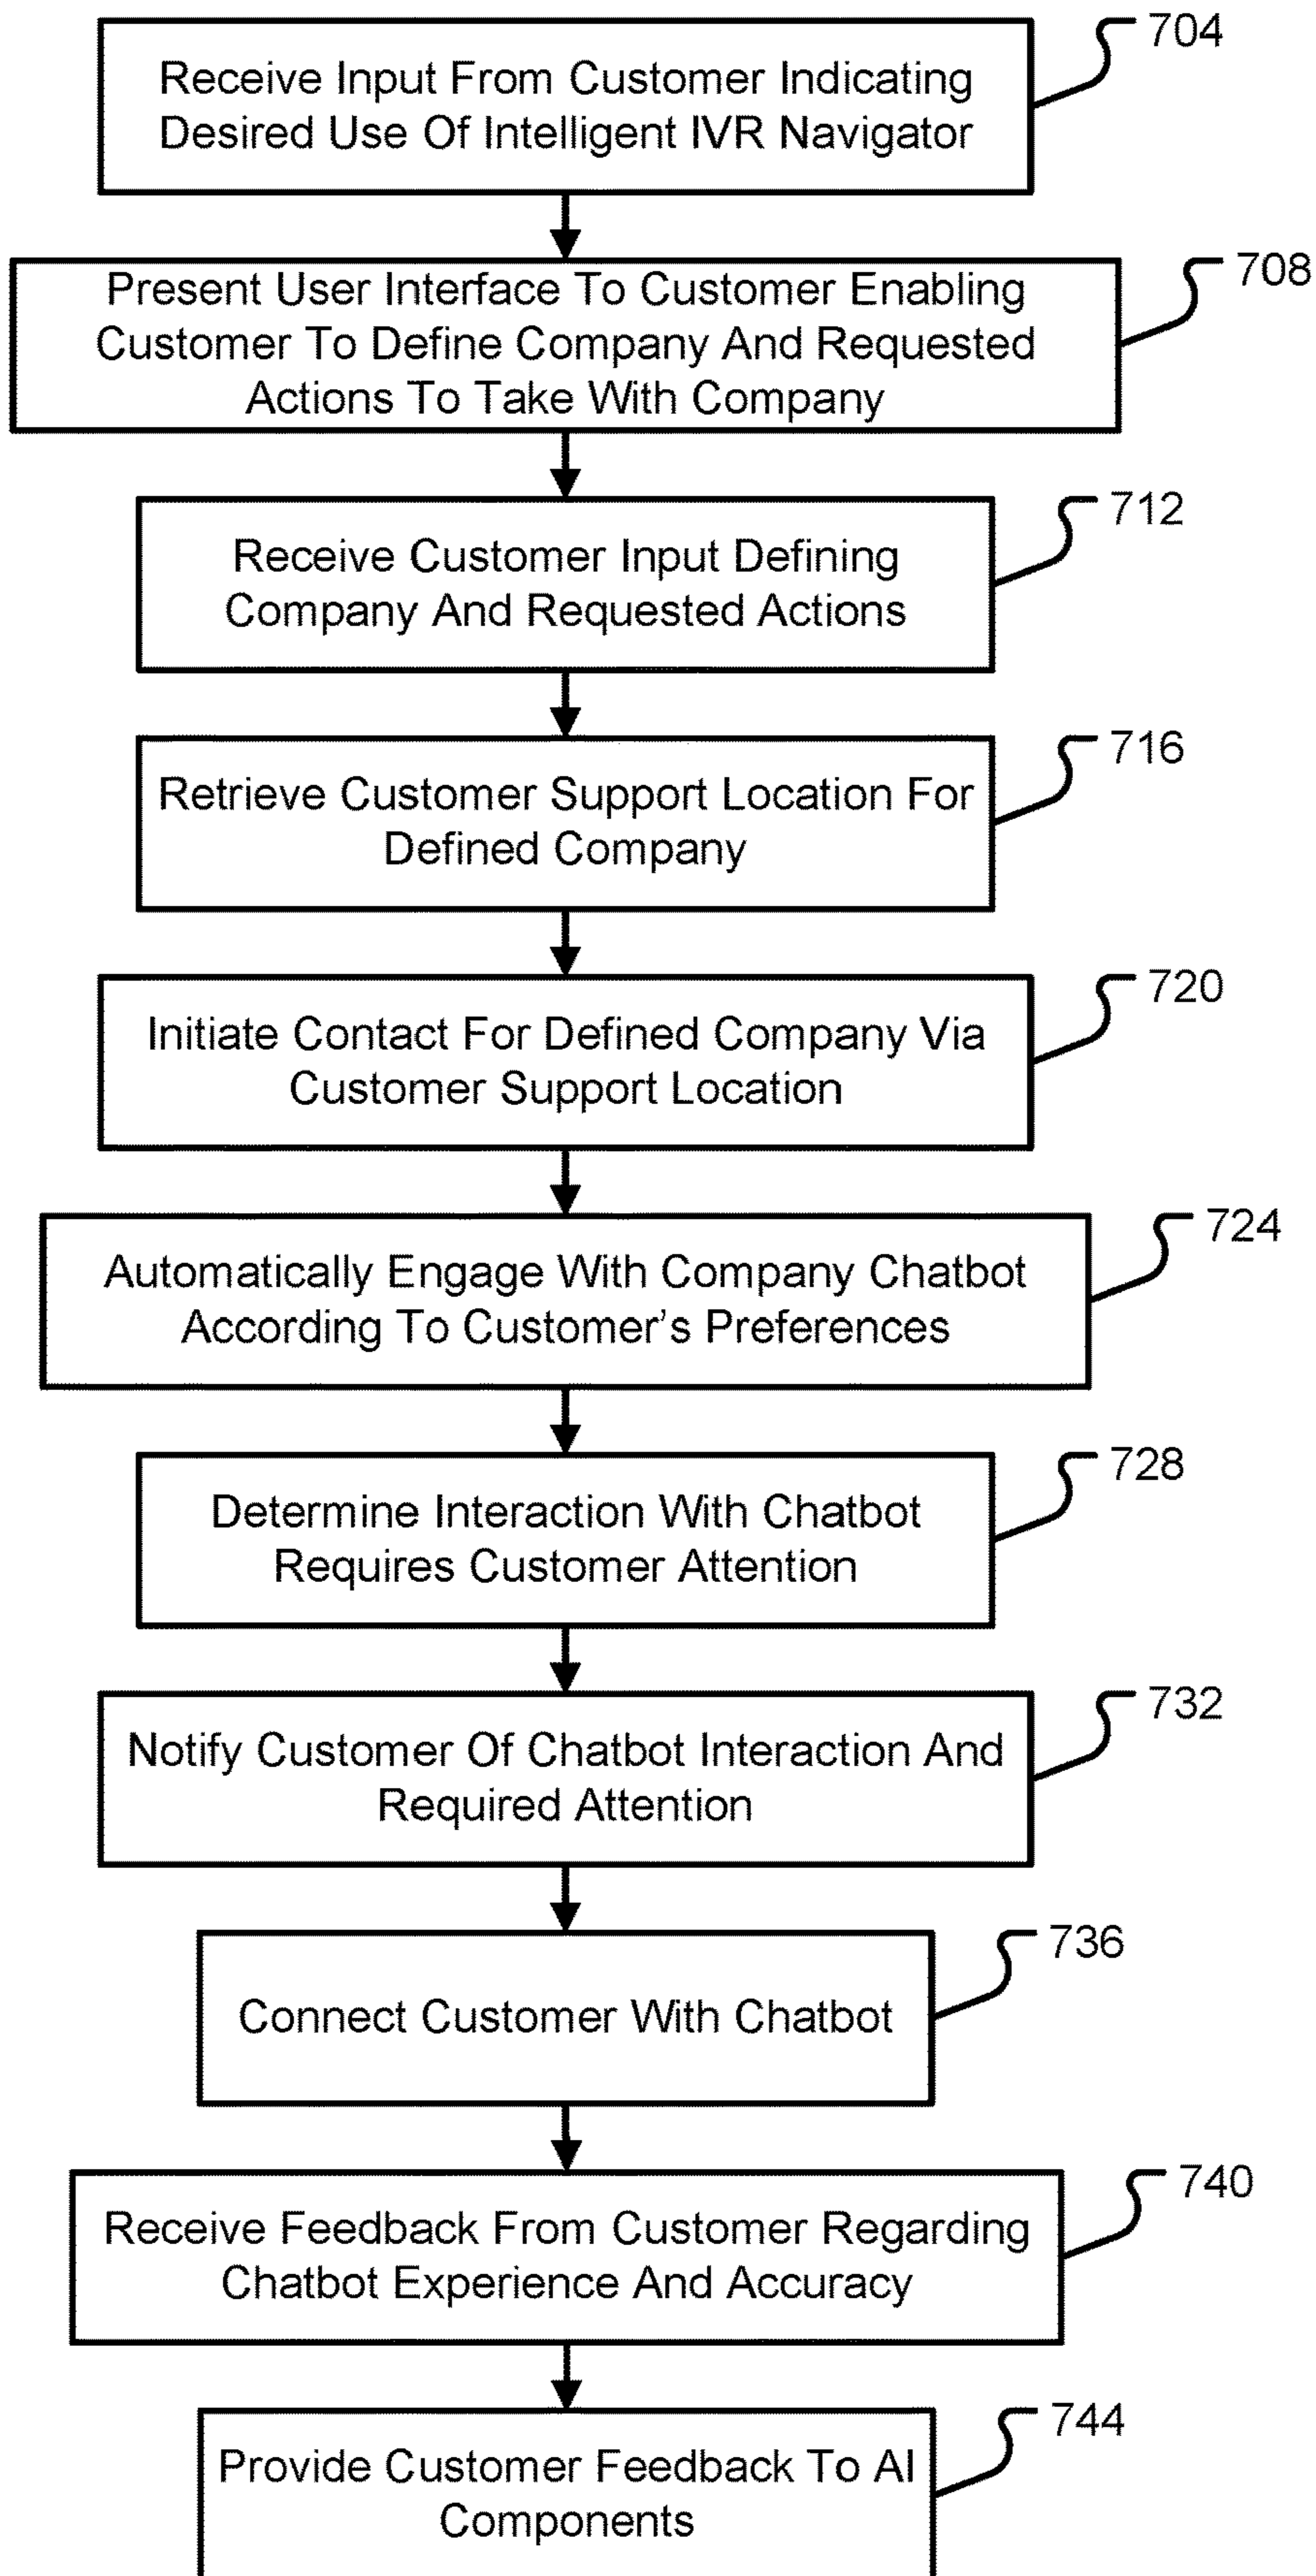 704
Receive Input From Customer Indicating
Desired Use Of Intelligent IVR Navigator
708
Present User Interface To Customer Enabling
Customer To Define Company And Requested
Actions To Take With Company
712
Receive Customer Input Defining
Company And Requested Actions
716
Retrieve Customer Support Location For
Defined Company
720
Initiate Contact For Defined Company Via
Customer Support Location
724
Automatically Engage With Company Chatbot
According To Customer’s Preferences
728
Determine Interaction With Chatbot
Requires Customer Attention
732
Notify Customer Of Chatbot Interaction And
Required Attention
736
Connect Customer With Chatbot
740
Receive Feedback From Customer Regarding
Chatbot Experience And Accuracy
744
Provide Customer Feedback To AI
Components